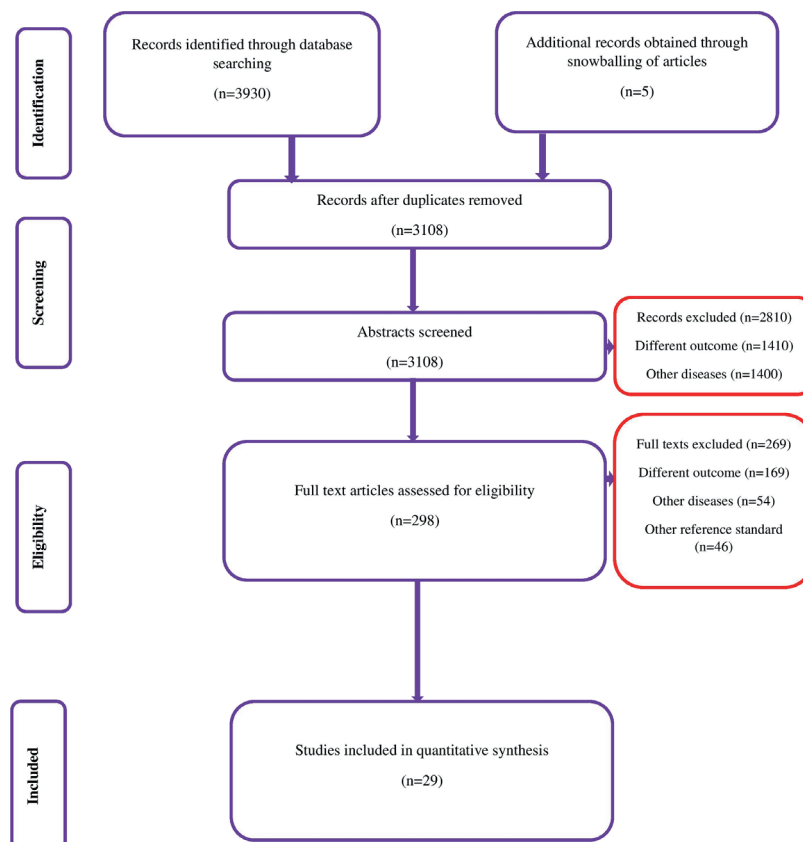 Identification
Records identified through database
searching
(n=3930)
Additional records obtained through
snowballing of articles
(n=5)
Records after duplicates removed
(n=3108)
Screening
Abstracts screened
(n=3108)
Records excluded (n=2810)
Different outcome (n=1410)
Other diseases (n=1400)
Eligibility
Full text articles assessed for eligibility
(n=298)
Full texts excluded (n=269)
Different outcome (n=169)
Other diseases (n=54)
Other reference standard
(n=46)
Included
Studies included in quantitative synthesis
(n=29)